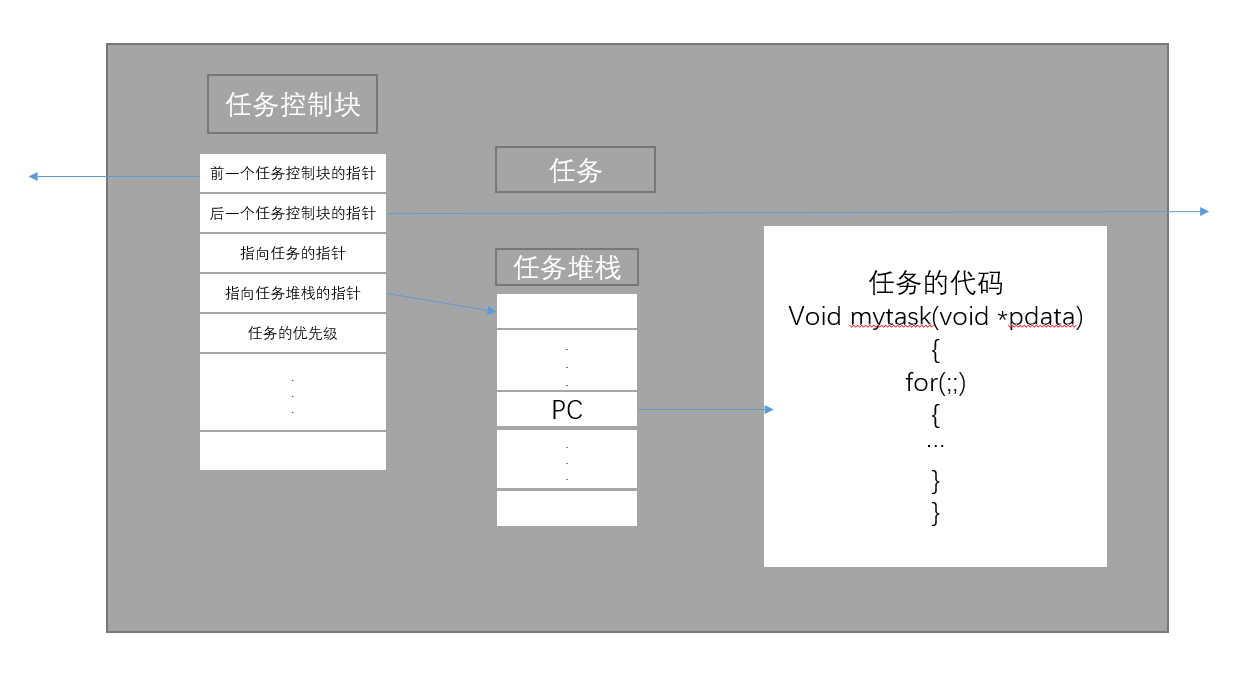 任务控制块
前一个任务控制块的指针
后一个任务控制块的指针
指向任务的指针
指向任务堆栈的指针
任务的优先级
.
.
.
任务
任务堆栈
.
.
.
PC
.
.
.
任务的代码
Void mytask(void *pdata)
{
for(;;)
{
…
}
}